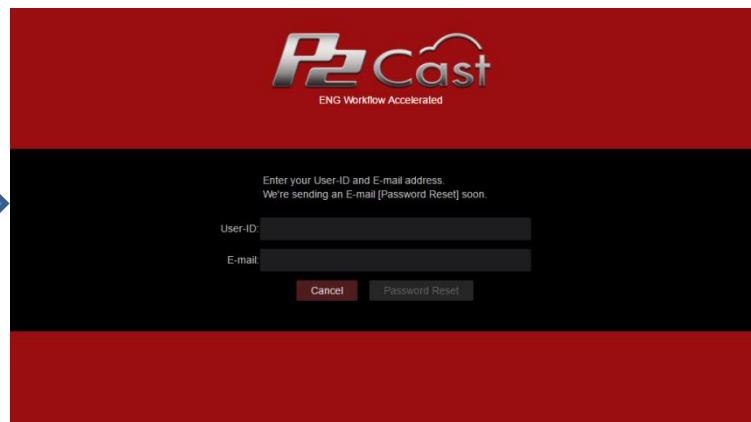 P2 Cast
ENG Workflow Accelerated
Enter your User-ID and E-mail address.
We're sending an E-mail [Password Reset] soon.
User-ID:
E-mail:
Cancel Password Reset